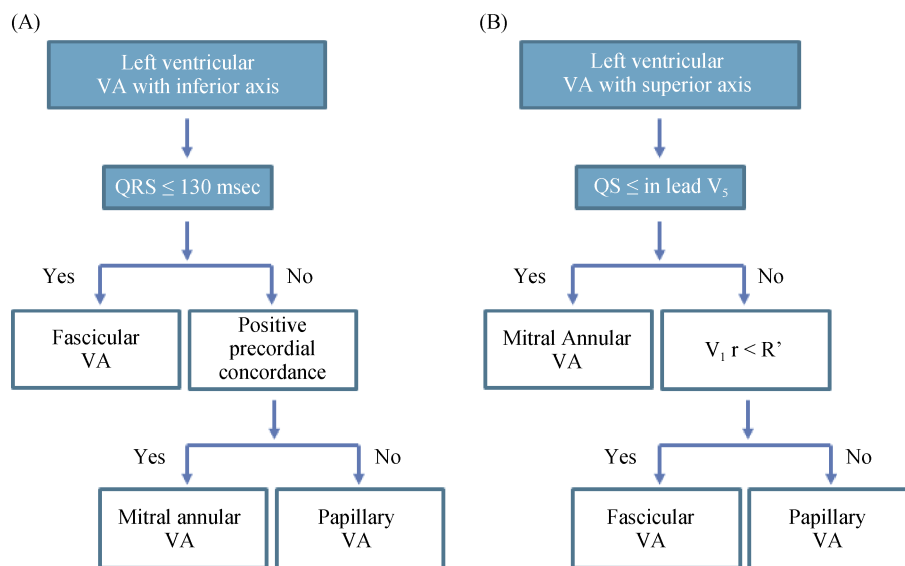 (A)
Left ventricular
VA with inferior axis
QRS ≤ 130 msec
Yes
No
Fascicular
VA
Positive
precordial
concordance
Yes
No
Mitral annular
VA
Papillary
VA
(B)
Left ventricular
VA with superior axis
QS ≤ in lead V₅
Yes
No
Mitral Annular
VA
V₁ r < R’
Yes
No
Fascicular
VA
Papillary
VA